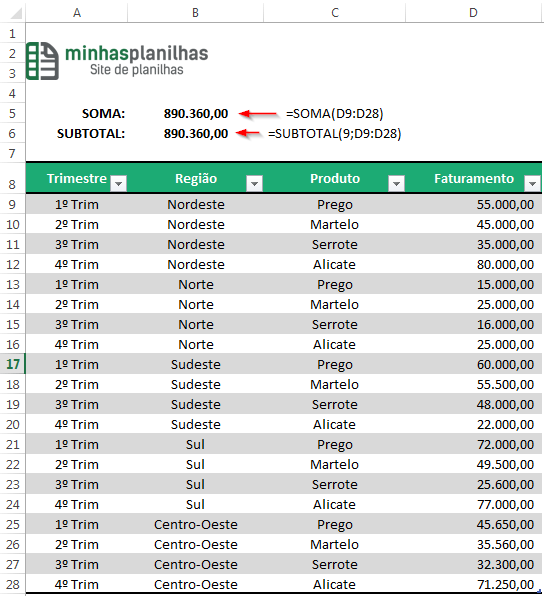 A B C D
1
2 minhasplanilhas
3 Site de planilhas
5 SOMA: 890.360,00 =SOMA(D9:D28)
6 SUBTOTAL: 890.360,00 =SUBTOTAL(9;D9:D28)
7
8 Trimestre Região Produto Faturamento
9 1º Trim Nordeste Prego 55.000,00
10 2º Trim Nordeste Martelo 45.000,00
11 3º Trim Nordeste Serrote 35.000,00
12 4º Trim Nordeste Alicate 80.000,00
13 1º Trim Norte Prego 15.000,00
14 2º Trim Norte Martelo 25.000,00
15 3º Trim Norte Serrote 16.000,00
16 4º Trim Norte Alicate 25.000,00
17 1º Trim Sudeste Prego 60.000,00
18 2º Trim Sudeste Martelo 55.500,00
19 3º Trim Sudeste Serrote 48.000,00
20 4º Trim Sudeste Alicate 22.000,00
21 1º Trim Sul Prego 72.000,00
22 2º Trim Sul Martelo 49.500,00
23 3º Trim Sul Serrote 25.600,00
24 4º Trim Sul Alicate 77.000,00
25 1º Trim Centro-Oeste Prego 45.650,00
26 2º Trim Centro-Oeste Martelo 35.560,00
27 3º Trim Centro-Oeste Serrote 32.300,00
28 4º Trim Centro-Oeste Alicate 71.250,00